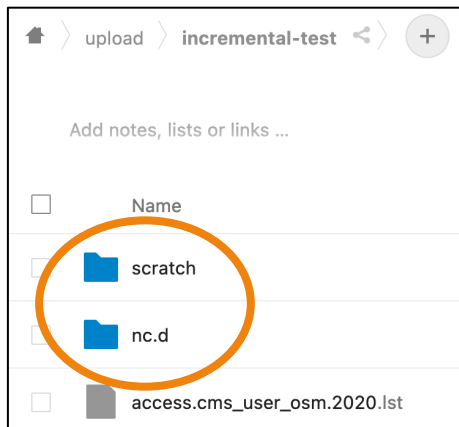 upload incremental-test +
Add notes, lists or links ...
Name
scratch
nc.d
access.cms_user_osm.2020.lst